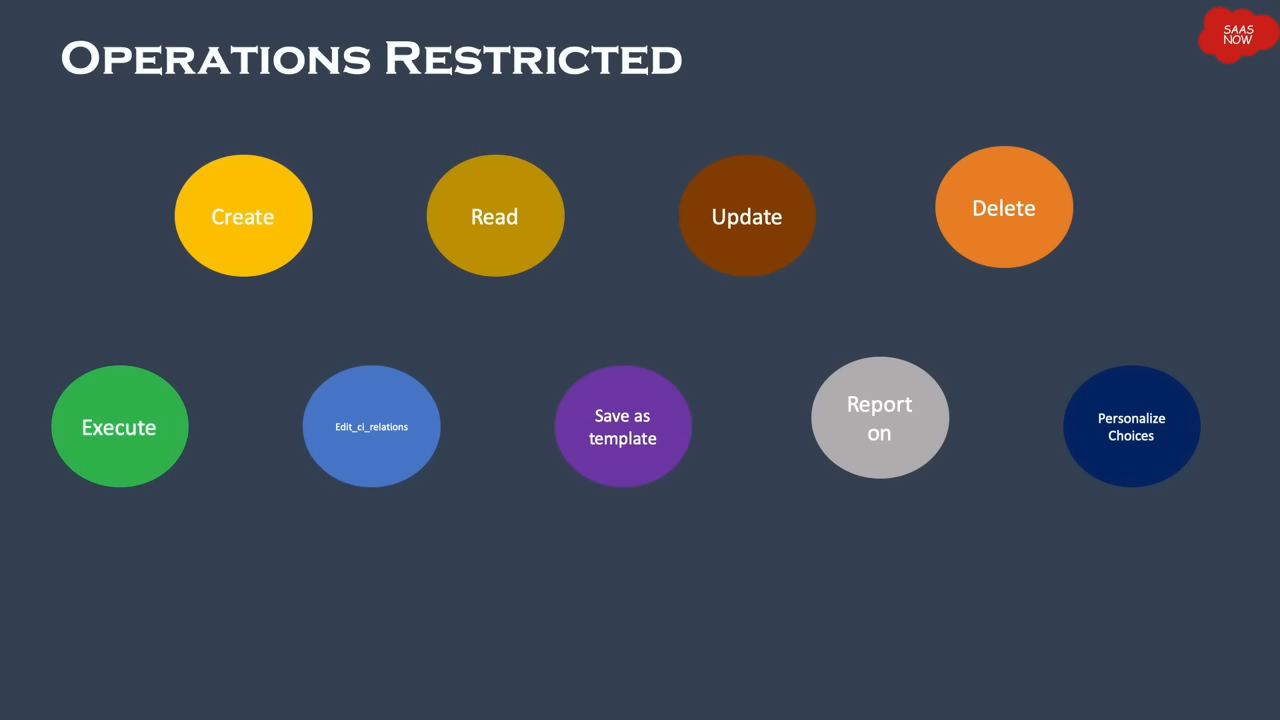 OPERATIONS RESTRICTED
SAAS
NOW
Create
Read
Update
Delete
Execute
Edit_ci_relations
Save as
template
Report
on
Personalize
Choices